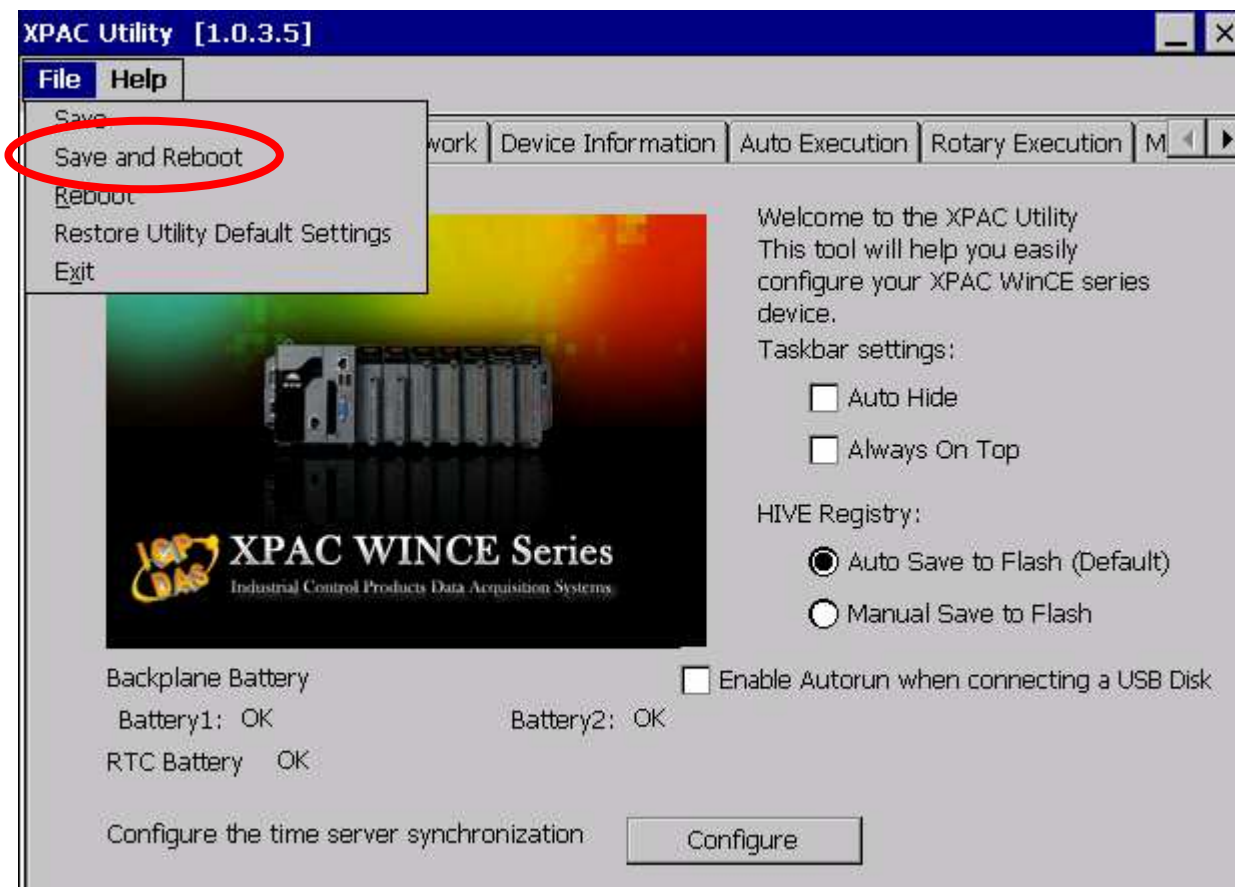 XPAC Utility [1.0.3.5]
File Help
Save
Save and Reboot
Reboot
Restore Utility Default Settings
Exit
work Device Information Auto Execution Rotary Execution M
Welcome to the XPAC Utility
This tool will help you easily
configure your XPAC WinCE series
device.
Taskbar settings:
Auto Hide
Always On Top
HIVE Registry:
Auto Save to Flash (Default)
Manual Save to Flash
ICP DAS
XPAC WINCE Series
Industrial Control Products Data Acquisition Systems
Backplane Battery
Enable Autorun when connecting a USB Disk
Battery1: OK Battery2: OK
RTC Battery OK
Configure the time server synchronization Configure